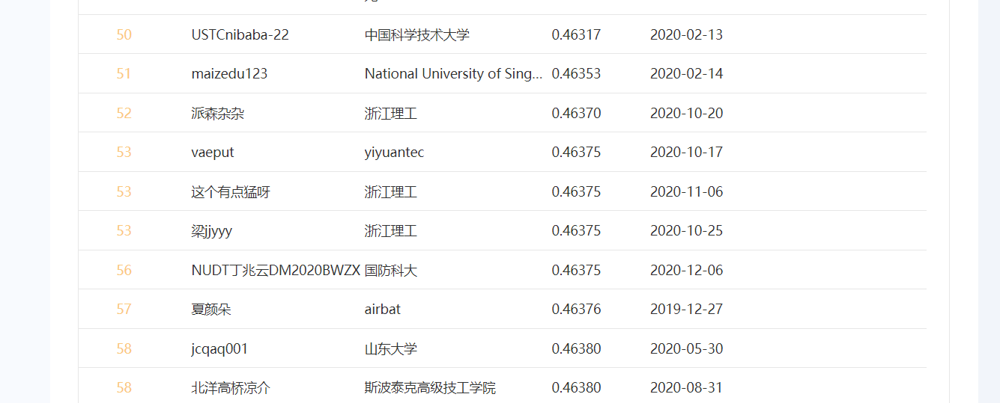 50 USTCnibaba-22 中国科学技术大学 0.46317 2020-02-13
51 maizedu123 National University of Sing... 0.46353 2020-02-14
52 派森杂杂 浙江理工 0.46370 2020-10-20
53 vaeput yiyuantec 0.46375 2020-10-17
53 这个有点猛呀 浙江理工 0.46375 2020-11-06
53 梁jjyyy 浙江理工 0.46375 2020-10-25
56 NUDT丁兆云DM2020BWZX 国防科大 0.46375 2020-12-06
57 夏颜朵 airbat 0.46376 2019-12-27
58 jcqaq001 山东大学 0.46380 2020-05-30
58 北洋高桥凉介 斯波泰克高级技工学院 0.46380 2020-08-31